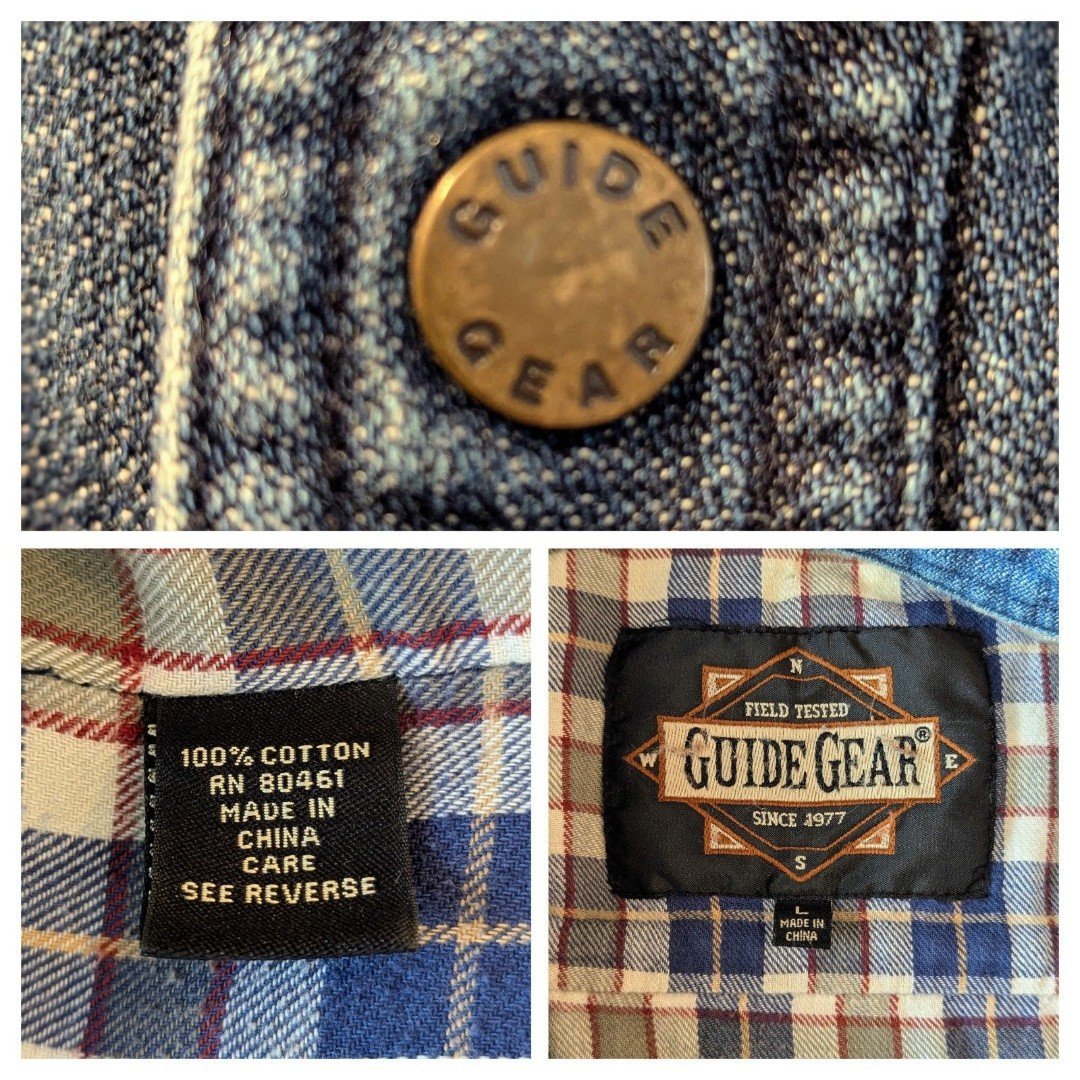 GUIDE
GEAR
100% COTTON
RN 80461
MADE IN
CHINA
CARE
SEE REVERSE
N
FIELD TESTED
W GUIDE GEAR® E
SINCE 1977
S
L
MADE IN
CHINA